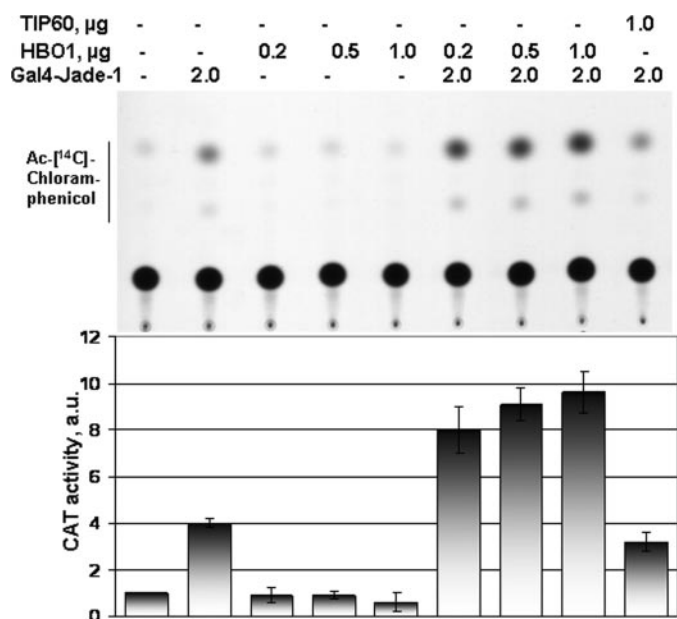 TIP60, µg - - - - - - - - 1.0
HBO1, µg - - 0.2 0.5 1.0 0.2 0.5 1.0 -
Gal4-Jade-1 - 2.0 - - - 2.0 2.0 2.0 2.0
Ac-[¹⁴C]-
Chloram-
phenicol
CAT activity, a.u.
12
10
8
6
4
2
0